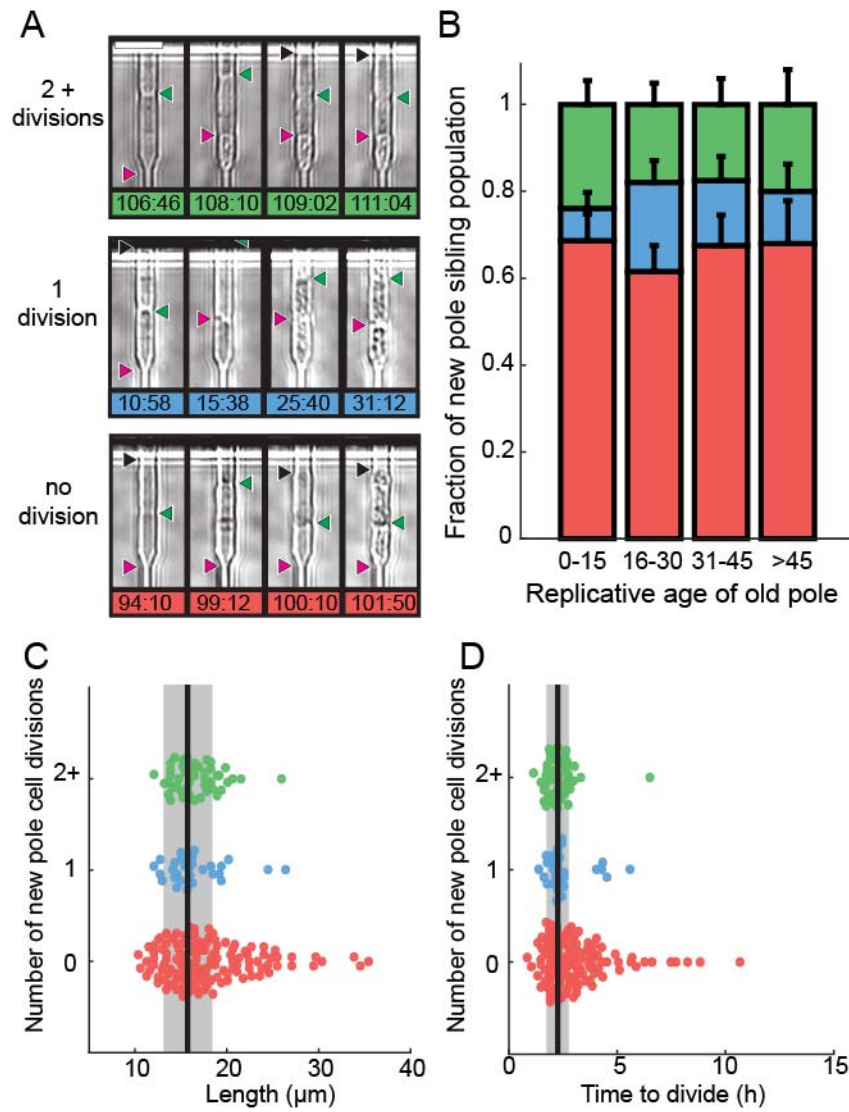 A
2 +
divisions
106:46 108:10 109:02 111:04
1
division
10:58 15:38 25:40 31:12
no
division
94:10 99:12 100:10 101:50
B
Fraction of new pole sibling population
1
0.8
0.6
0.4
0.2
0
0-15 16-30 31-45 >45
Replicative age of old pole
C
Number of new pole cell divisions
2+
1
0
10 20 30 40
Length (µm)
D
Number of new pole cell divisions
2+
1
0
0 5 10 15
Time to divide (h)